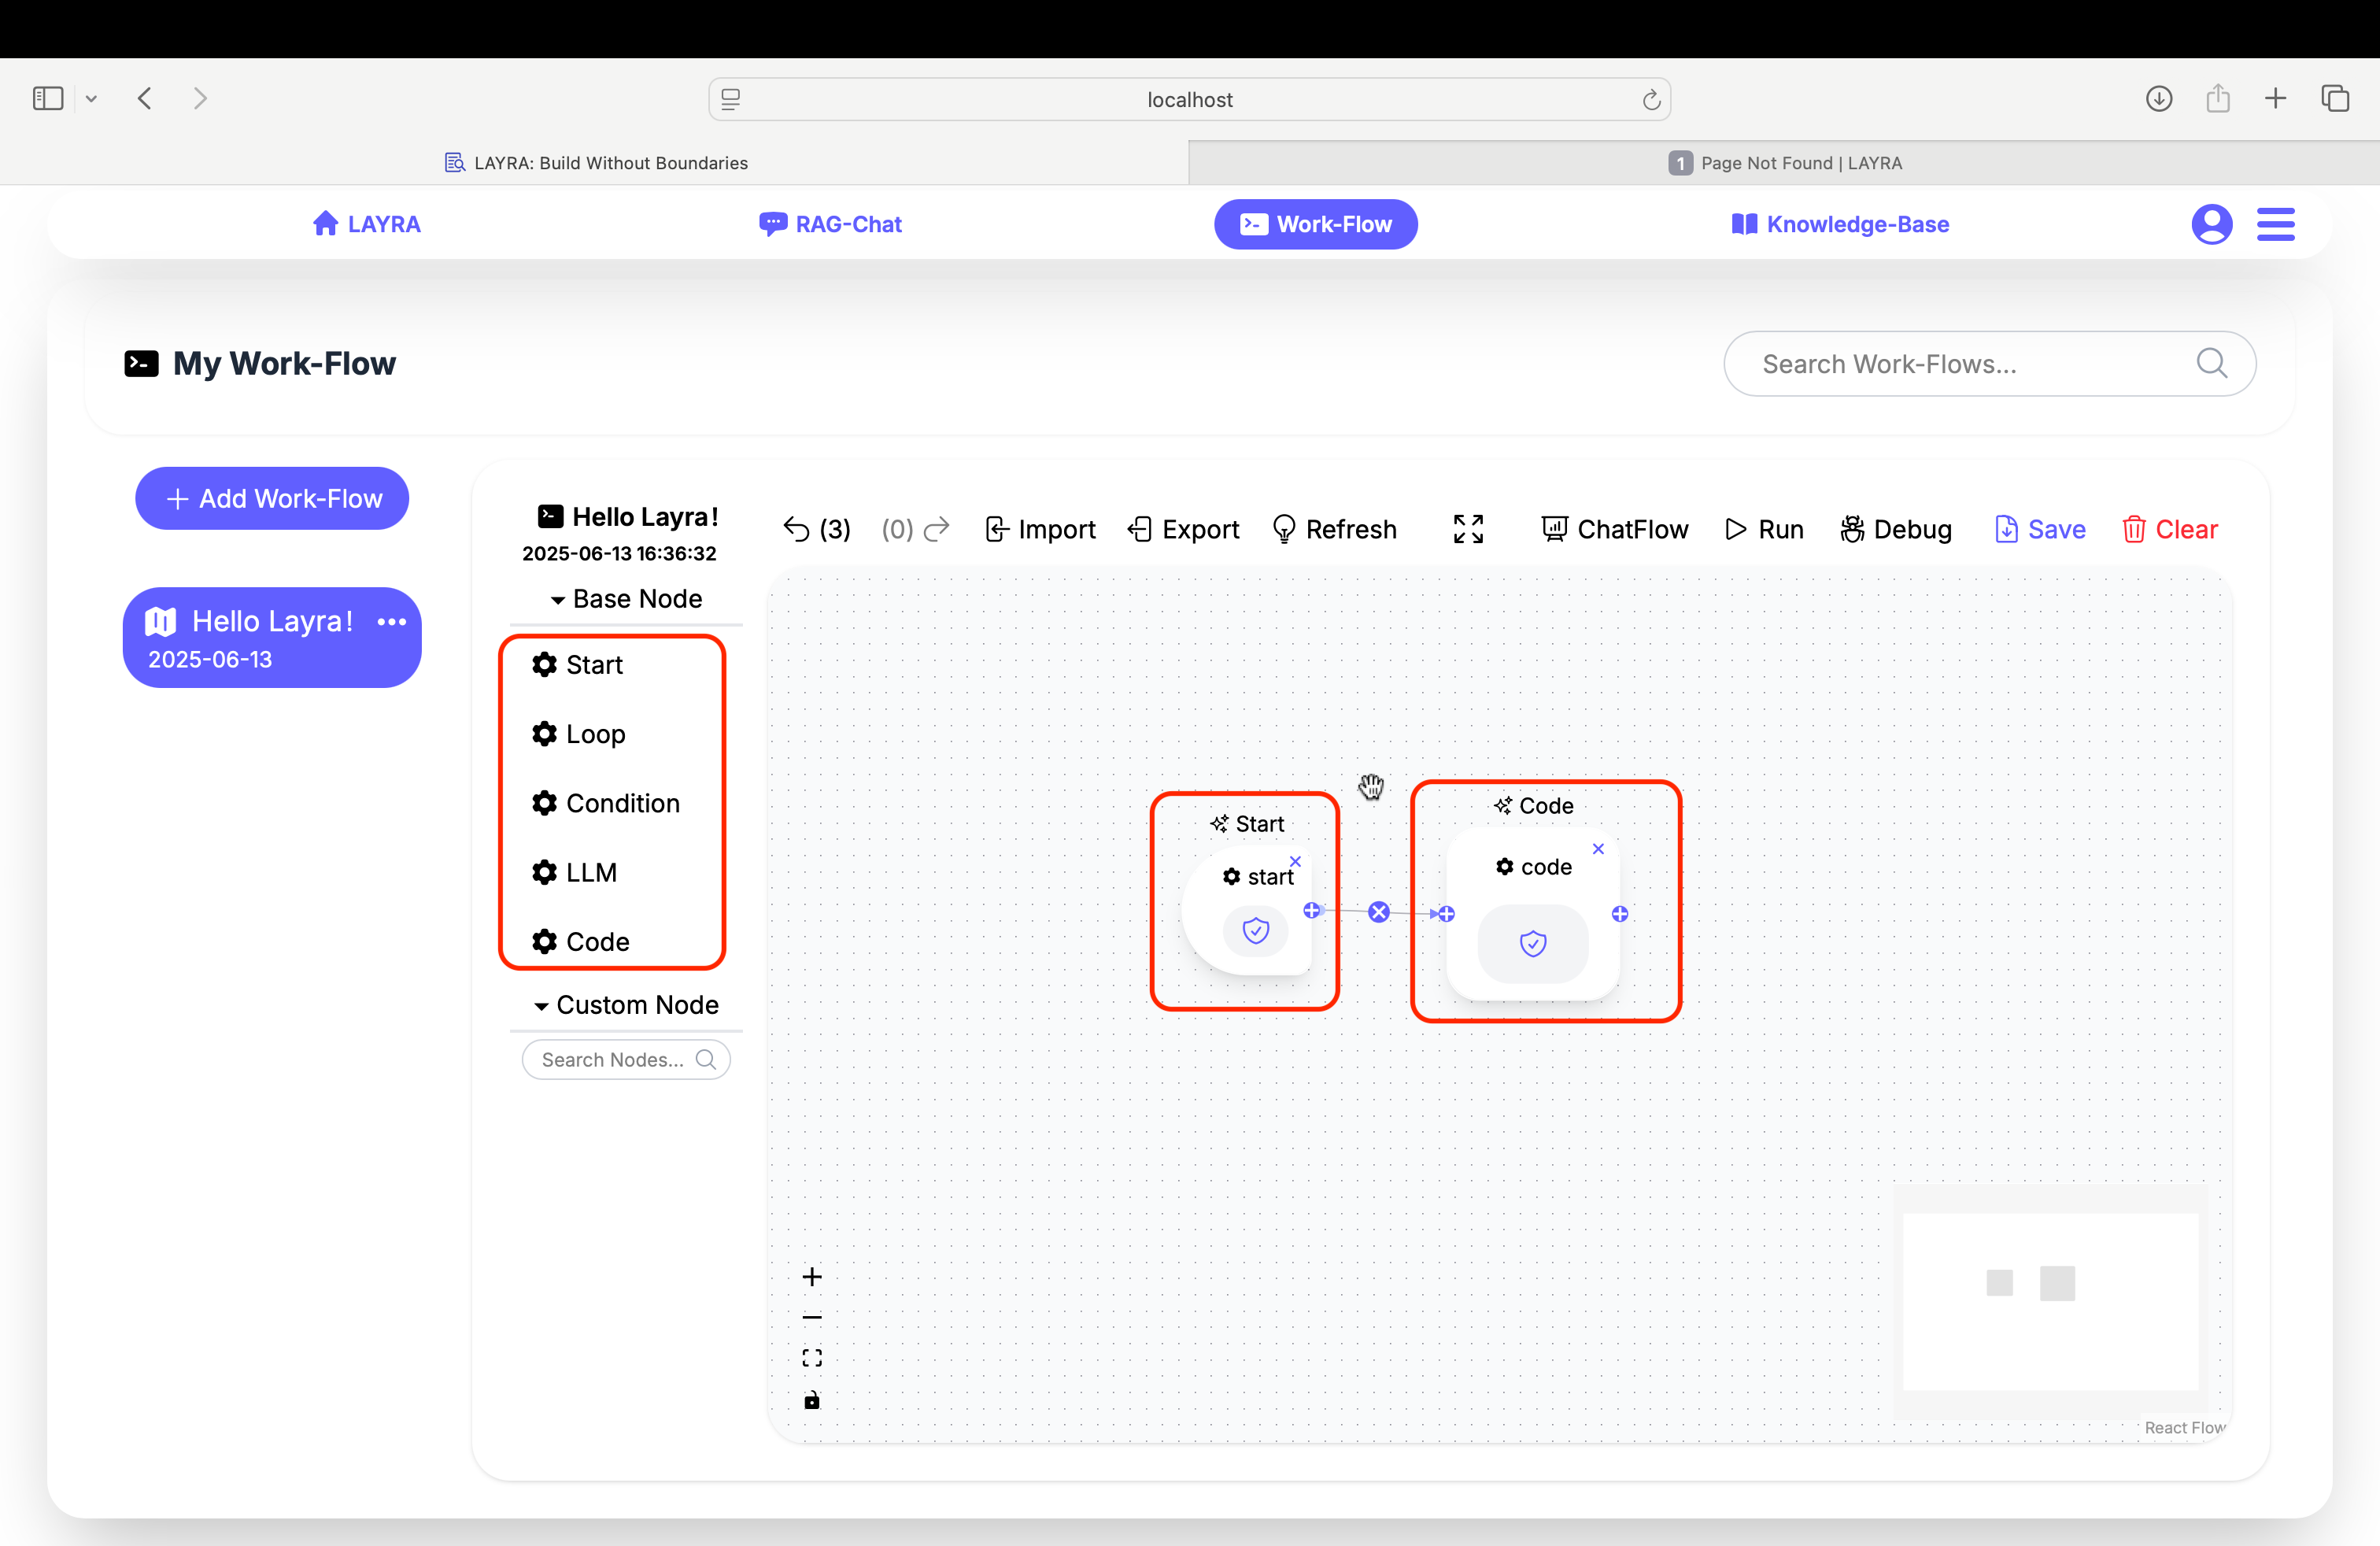 localhost
LAYRA: Build Without Boundaries
1 Page Not Found | LAYRA
LAYRA
RAG-Chat
Work-Flow
Knowledge-Base
My Work-Flow
Search Work-Flows...
Add Work-Flow
Hello Layra!
2025-06-13
Hello Layra!
2025-06-13 16:36:32
(3)
(0)
Import
Export
Refresh
ChatFlow
Run
Debug
Save
Clear
Base Node
Start
Loop
Condition
LLM
Code
Custom Node
Search Nodes...
Start
start
Code
code
React Flow